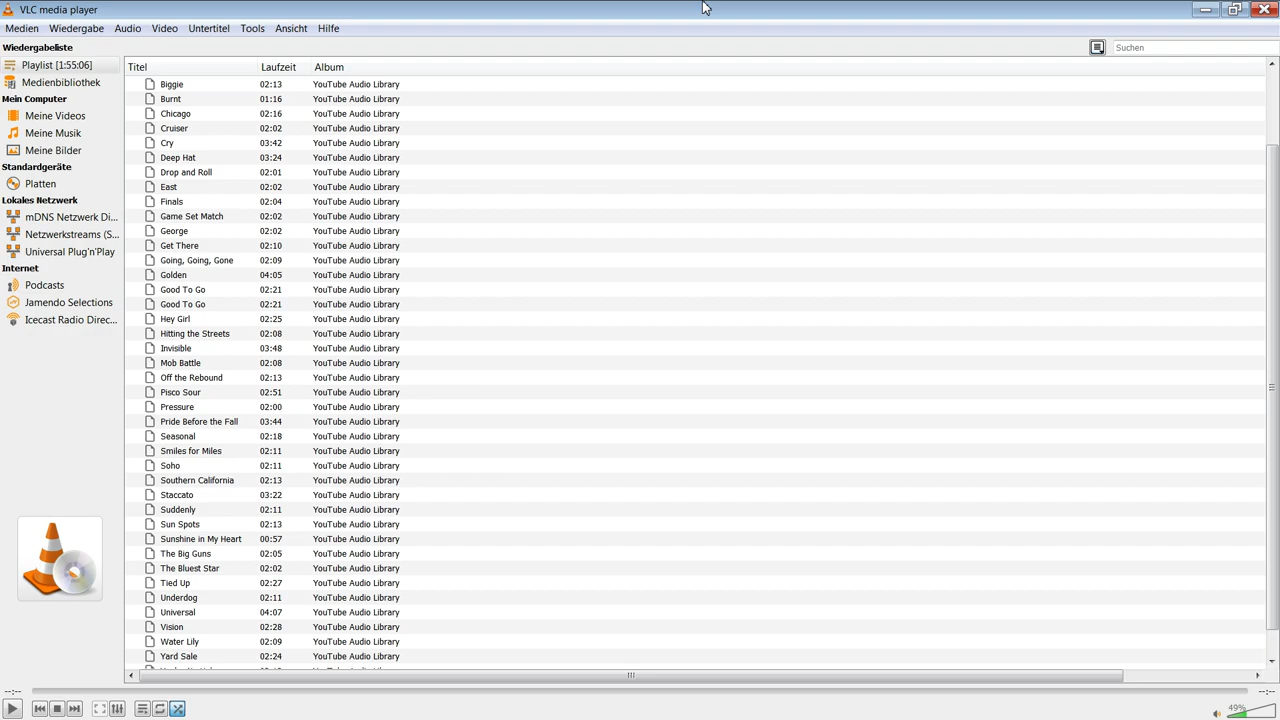 VLC media player
Medien Wiedergabe Audio Video Untertitel Tools Ansicht Hilfe
Wiedergabeliste
Suchen
Playlist [1:55:06]
Medienbibliothek
Mein Computer
Meine Videos
Meine Musik
Meine Bilder
Standardgeräte
Platten
Lokales Netzwerk
mDNS Netzwerk Di...
Netzwerkstreams (S...
Universal Plug'n'Play
Internet
Podcasts
Jamendo Selections
Icecast Radio Direc...
Titel Laufzeit Album
Biggie 02:13 YouTube Audio Library
Burnt 01:16 YouTube Audio Library
Chicago 02:16 YouTube Audio Library
Cruiser 02:02 YouTube Audio Library
Cry 03:42 YouTube Audio Library
Deep Hat 03:24 YouTube Audio Library
Drop and Roll 02:01 YouTube Audio Library
East 02:02 YouTube Audio Library
Finals 02:04 YouTube Audio Library
Game Set Match 02:02 YouTube Audio Library
George 02:02 YouTube Audio Library
Get There 02:10 YouTube Audio Library
Going, Going, Gone 02:09 YouTube Audio Library
Golden 04:05 YouTube Audio Library
Good To Go 02:21 YouTube Audio Library
Good To Go 02:21 YouTube Audio Library
Hey Girl 02:25 YouTube Audio Library
Hitting the Streets 02:08 YouTube Audio Library
Invisible 03:48 YouTube Audio Library
Mob Battle 02:08 YouTube Audio Library
Off the Rebound 02:13 YouTube Audio Library
Pisco Sour 02:51 YouTube Audio Library
Pressure 02:00 YouTube Audio Library
Pride Before the Fall 03:44 YouTube Audio Library
Seasonal 02:18 YouTube Audio Library
Smiles for Miles 02:11 YouTube Audio Library
Soho 02:11 YouTube Audio Library
Southern California 02:13 YouTube Audio Library
Staccato 03:22 YouTube Audio Library
Suddenly 02:11 YouTube Audio Library
Sun Spots 02:13 YouTube Audio Library
Sunshine in My Heart 00:57 YouTube Audio Library
The Big Guns 02:05 YouTube Audio Library
The Bluest Star 02:02 YouTube Audio Library
Tied Up 02:27 YouTube Audio Library
Underdog 02:11 YouTube Audio Library
Universal 04:07 YouTube Audio Library
Vision 02:28 YouTube Audio Library
Water Lily 02:09 YouTube Audio Library
Yard Sale 02:24 YouTube Audio Library
--:-- --:--
49%